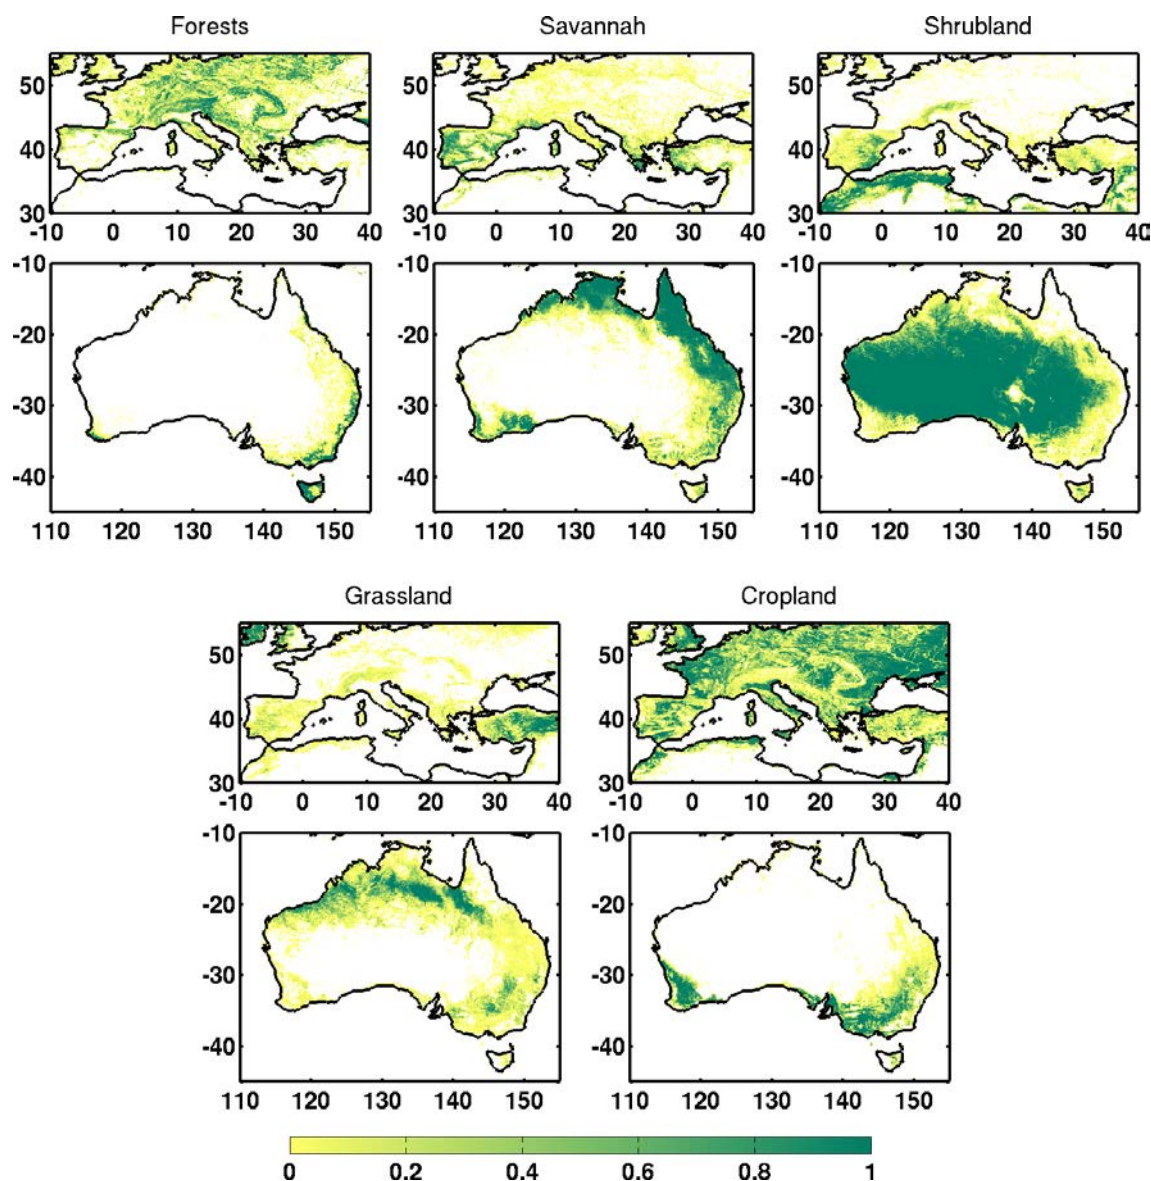 Forests Savannah Shrubland
50 50 50
40 40 40
30 30 30
-10 0 10 20 30 40 -10 0 10 20 30 40 -10 0 10 20 30 40
-10 -10 -10
-20 -20 -20
-30 -30 -30
-40 -40 -40
110 120 130 140 150 110 120 130 140 150 110 120 130 140 150
Grassland Cropland
50 50
40 40
30 30
-10 0 10 20 30 40 -10 0 10 20 30 40
-10 -10
-20 -20
-30 -30
-40 -40
110 120 130 140 150 110 120 130 140 150
0 0.2 0.4 0.6 0.8 1